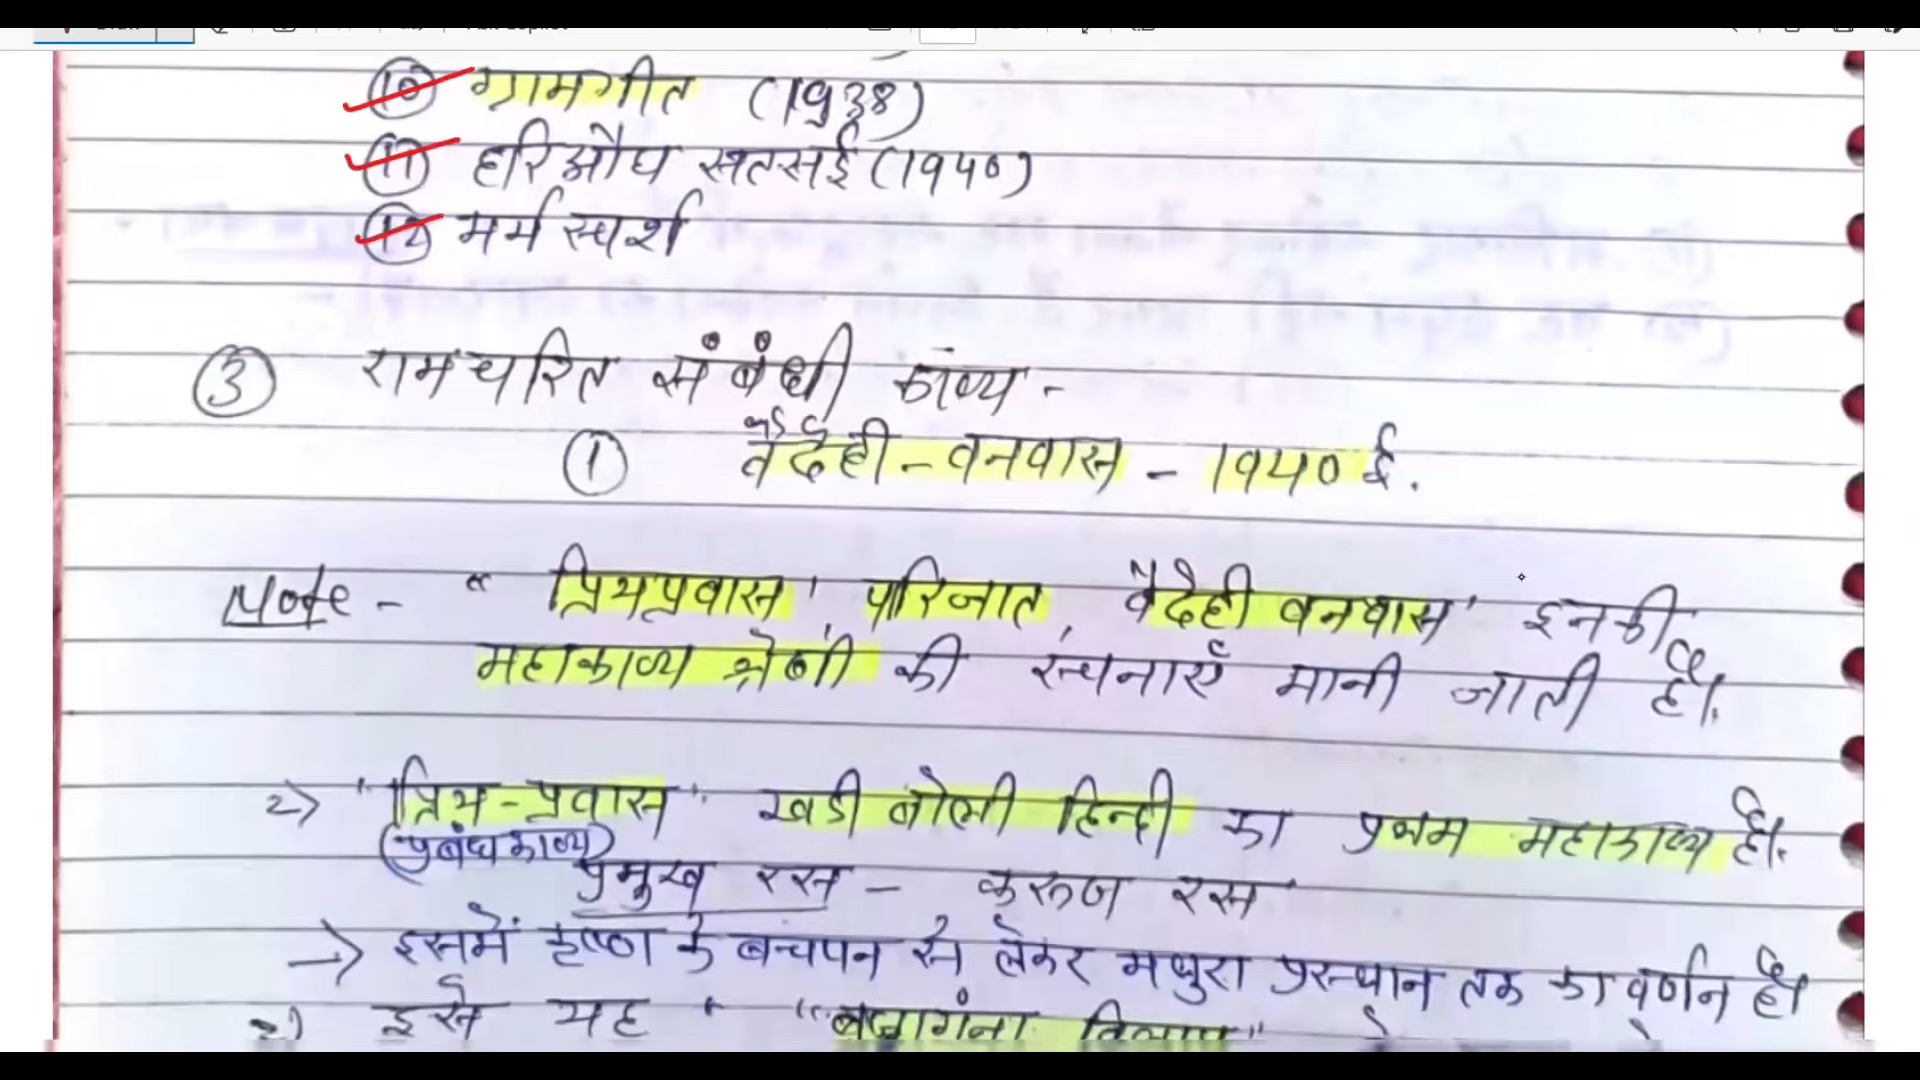 ⑩ ग्रामगीत (1938)
⑪ हरिऔध सतसई (1940)
⑫ मर्म स्पर्श
③ रामचरित संबंधी काव्य -
① वैदेही - वनवास - 1940 ई.
Note - " प्रियप्रवास ' पारिजात, वैदेही वनवास ' इनकी
महाकाव्य श्रेणी की रचनाएँ मानी जाती है।
"प्रिय - प्रवास" खडी बोली हिन्दी का प्रथम महाकाव्य है।
(प्रबंधकाव्य)
प्रमुख रस - करुण रस
→ इसमें कृष्ण के बचपन से लेकर मथुरा प्रस्थान तक का वर्णन है।
इसे यह